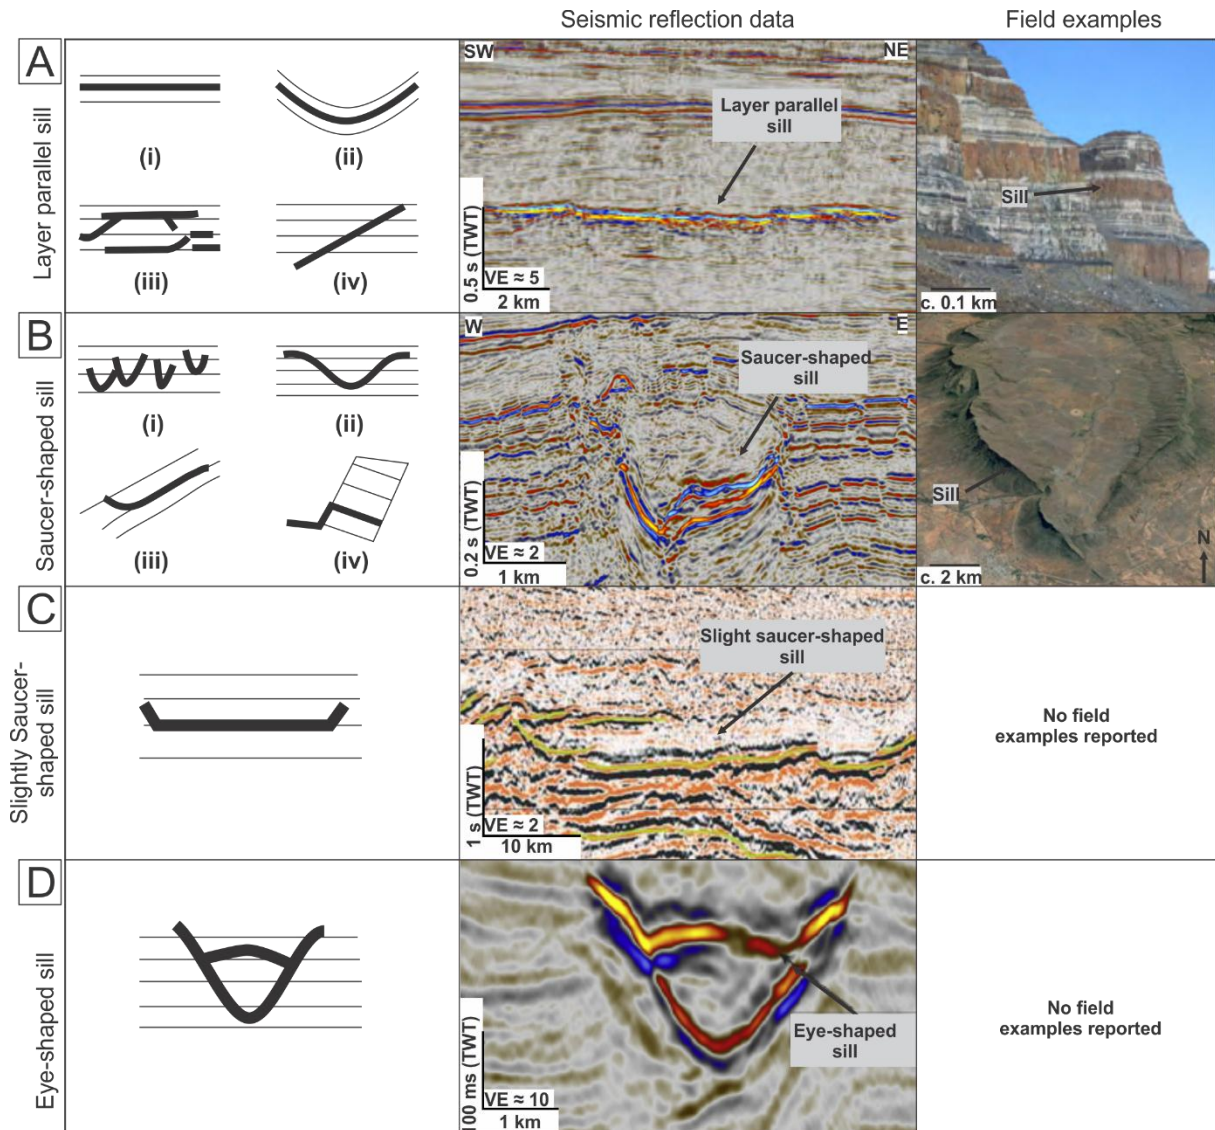 Seismic reflection data
Field examples
A
Layer parallel sill
(i)
(ii)
(iii)
(iv)
SW
NE
Layer parallel
sill
0.5 s (TWT)
VE ≈ 5
2 km
Sill
c. 0.1 km
B
Saucer-shaped sill
(i)
(ii)
(iii)
(iv)
W
E
Saucer-shaped
sill
0.2 s (TWT)
VE ≈ 2
1 km
Sill
N
c. 2 km
C
Slightly Saucer-
shaped sill
Slight saucer-shaped
sill
1 s (TWT)
VE ≈ 2
10 km
No field
examples reported
D
Eye-shaped sill
Eye-shaped
sill
100 ms (TWT)
VE ≈ 10
1 km
No field
examples reported